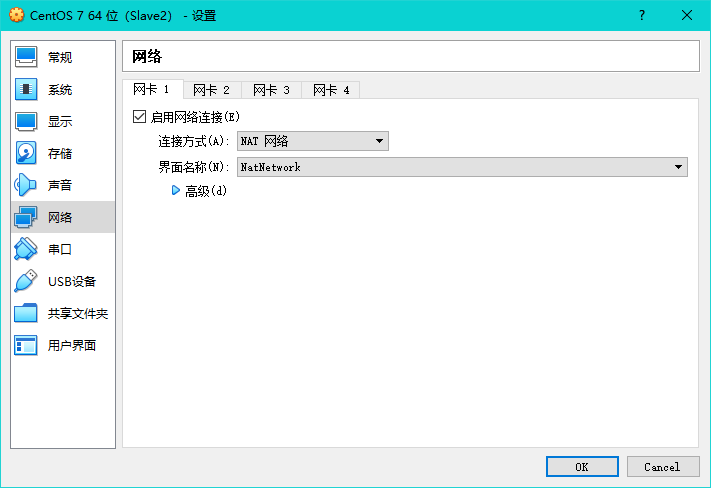 CentOS 7 64 位 (Slave2) - 设置
?
常规
系统
显示
存储
声音
网络
串口
USB设备
共享文件夹
用户界面
网络
网卡 1 网卡 2 网卡 3 网卡 4
启用网络连接(E)
连接方式(A): NAT 网络
界面名称(N): NatNetwork
高级(d)
OK Cancel